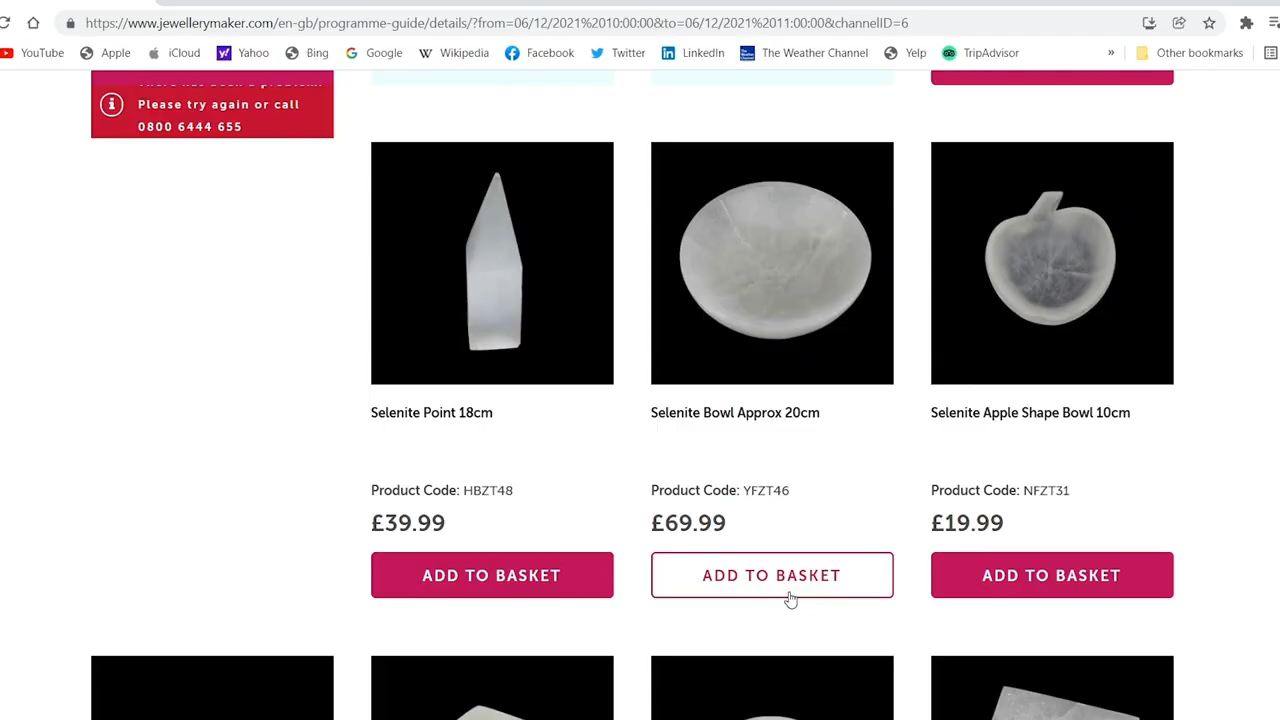 https://www.jewellerymaker.com/en-gb/programme-guide/details/?from=06/12/2021%2010:00:00&to=06/12/2021%2011:00:00&channelID=6
YouTube Apple iCloud Yahoo Bing Google Wikipedia Facebook Twitter LinkedIn The Weather Channel Yelp TripAdvisor » Other bookmarks
Please try again or call
0800 6444 655
Selenite Point 18cm
Product Code: HBZT48
£39.99
ADD TO BASKET
Selenite Bowl Approx 20cm
Product Code: YFZT46
£69.99
ADD TO BASKET
Selenite Apple Shape Bowl 10cm
Product Code: NFZT31
£19.99
ADD TO BASKET